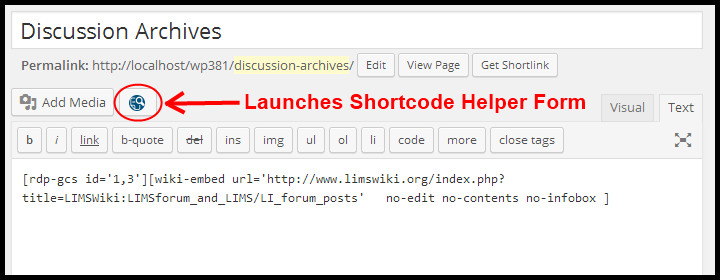 Discussion Archives
Permalink: http://localhost/wp381/discussion-archives/ Edit View Page Get Shortlink
Add Media Launches Shortcode Helper Form Visual Text
b i link b-quote del ins img ul ol li code more close tags
[rdp-gcs id='1,3'][wiki-embed url='http://www.limswiki.org/index.php?
title=LIMSWiki:LIMSforum_and_LIMS/LI_forum_posts' no-edit no-contents no-infobox ]